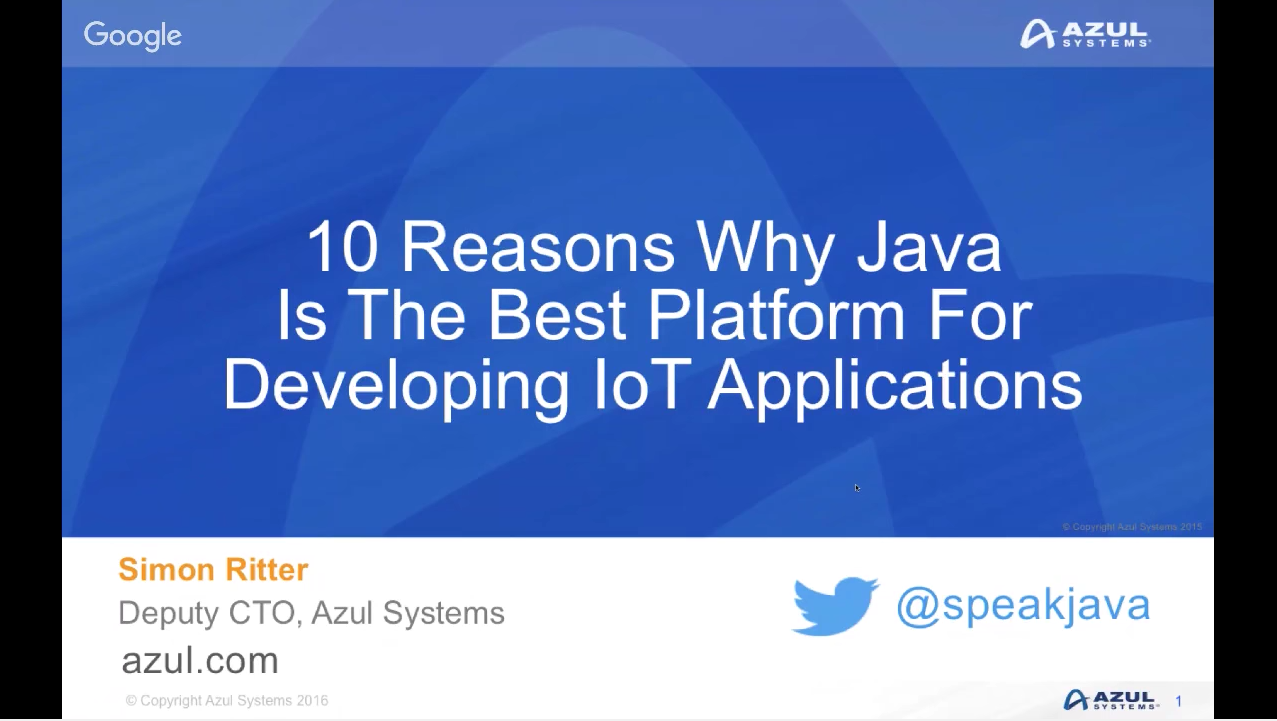 Google
AZUL
SYSTEMS
10 Reasons Why Java
Is The Best Platform For
Developing IoT Applications
© Copyright Azul Systems 2015
Simon Ritter
Deputy CTO, Azul Systems
azul.com
@speakjava
© Copyright Azul Systems 2016
AZUL
SYSTEMS
1